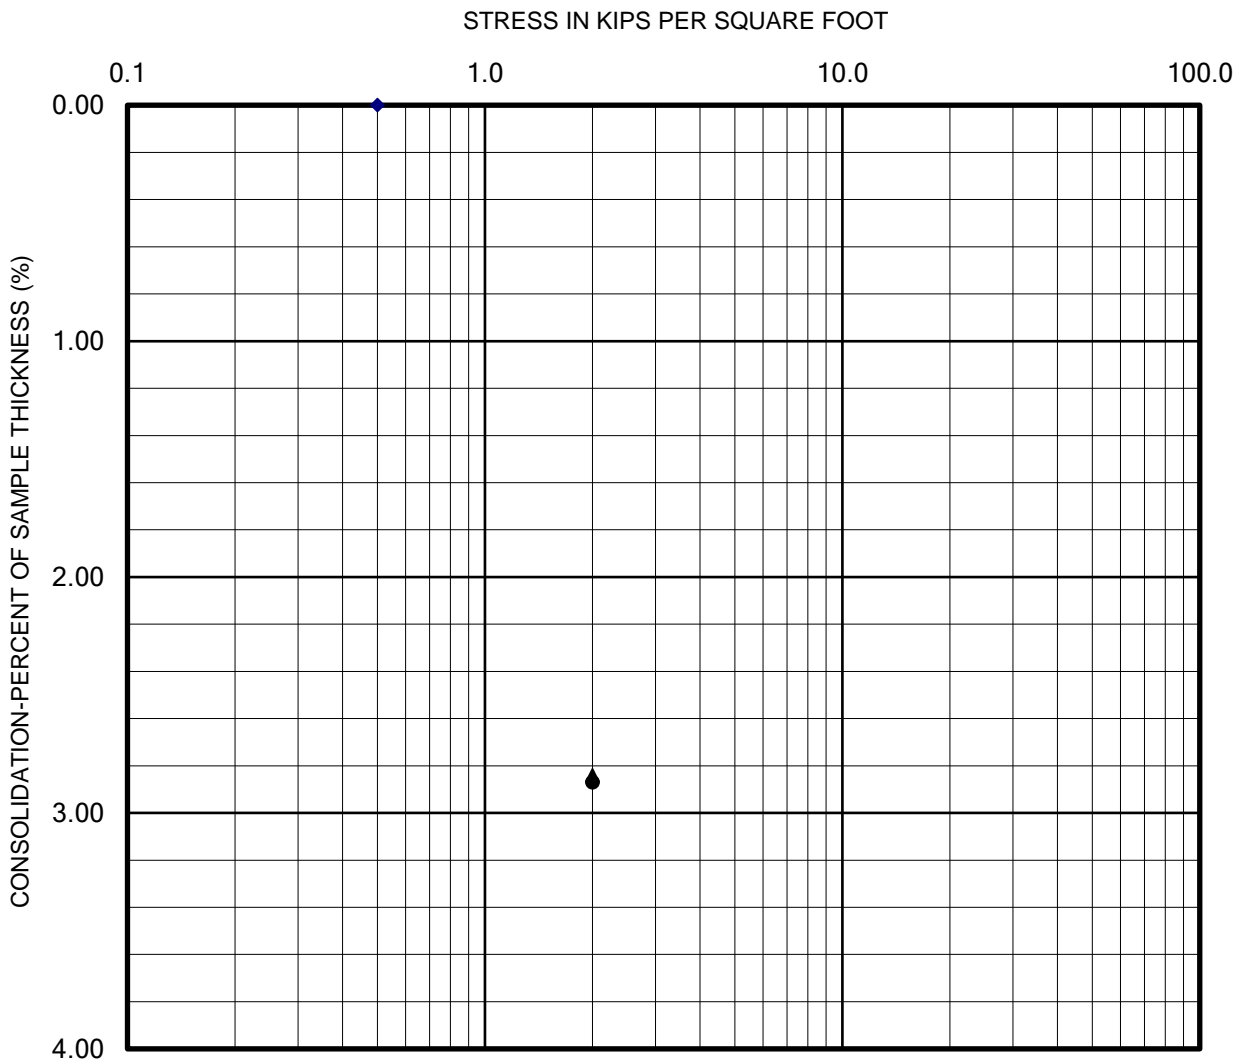 STRESS IN KIPS PER SQUARE FOOT
0.1 1.0 10.0 100.0
0.00
1.00
2.00
3.00
4.00
CONSOLIDATION-PERCENT OF SAMPLE THICKNESS (%)